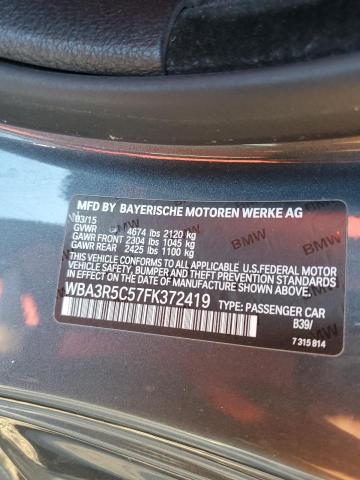 MFD BY BAYERISCHE MOTOREN WERKE AG
03/15
GVWR 4674 lbs 2120 kg
GAWR FRONT 2304 lbs 1045 kg
GAWR REAR 2425 lbs 1100 kg
THIS VEHICLE CONFORMS TO ALL APPLICABLE U.S. FEDERAL MOTOR
VEHICLE SAFETY, BUMPER, AND THEFT PREVENTION STANDARDS IN
EFFECT ON THE DATE OF MANUFACTURE SHOWN ABOVE.
WBA3R5C57FK372419 TYPE: PASSENGER CAR
B39/
7 315 814
BMW
BMW
BMW
BMW